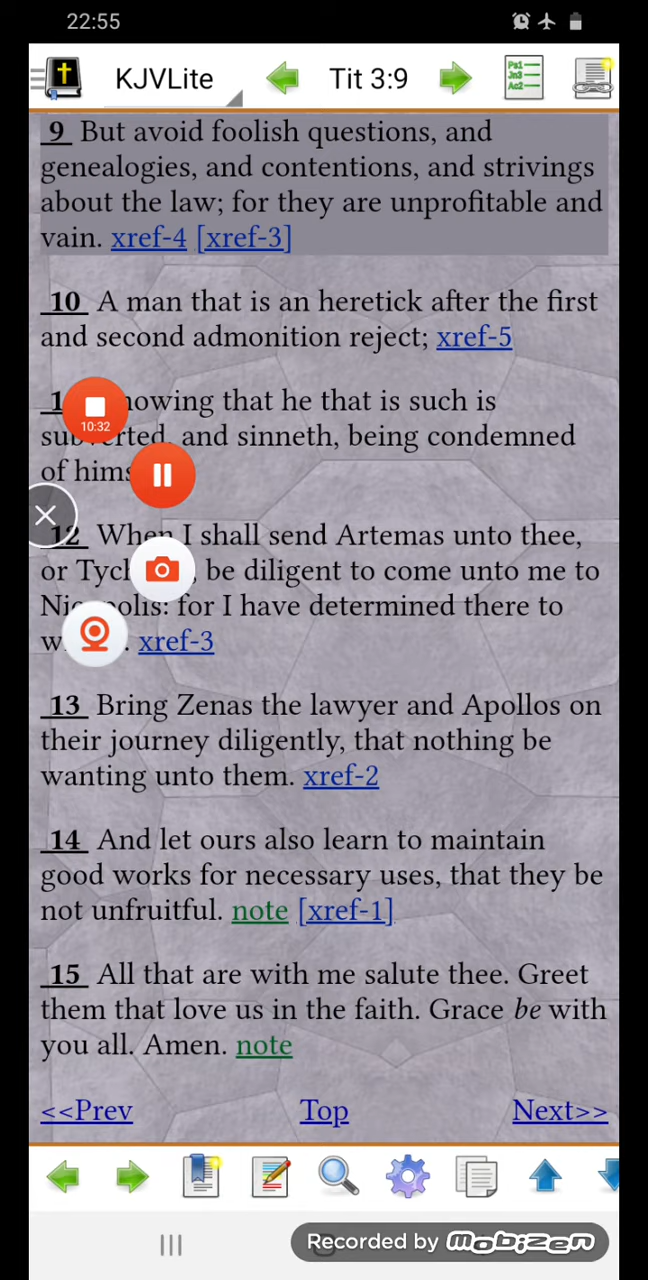 22:55
KJVLite
Tit 3:9
Ps1
Jn3
Ac2
9 But avoid foolish questions, and
genealogies, and contentions, and strivings
about the law; for they are unprofitable and
vain. xref-4 [xref-3]
10 A man that is an heretick after the first
and second admonition reject; xref-5
nowing that he that is such is
and sinneth, being condemned
of
10:32
12 When I shall send Artemas unto thee,
or be diligent to come unto me to
for I have determined there to
xref-3
13 Bring Zenas the lawyer and Apollos on
their journey diligently, that nothing be
wanting unto them. xref-2
14 And let ours also learn to maintain
good works for necessary uses, that they be
not unfruitful. note [xref-1]
15 All that are with me salute thee. Greet
them that love us in the faith. Grace be with
you all. Amen. note
<<Prev
Top
Next>>
Recorded by mobizen